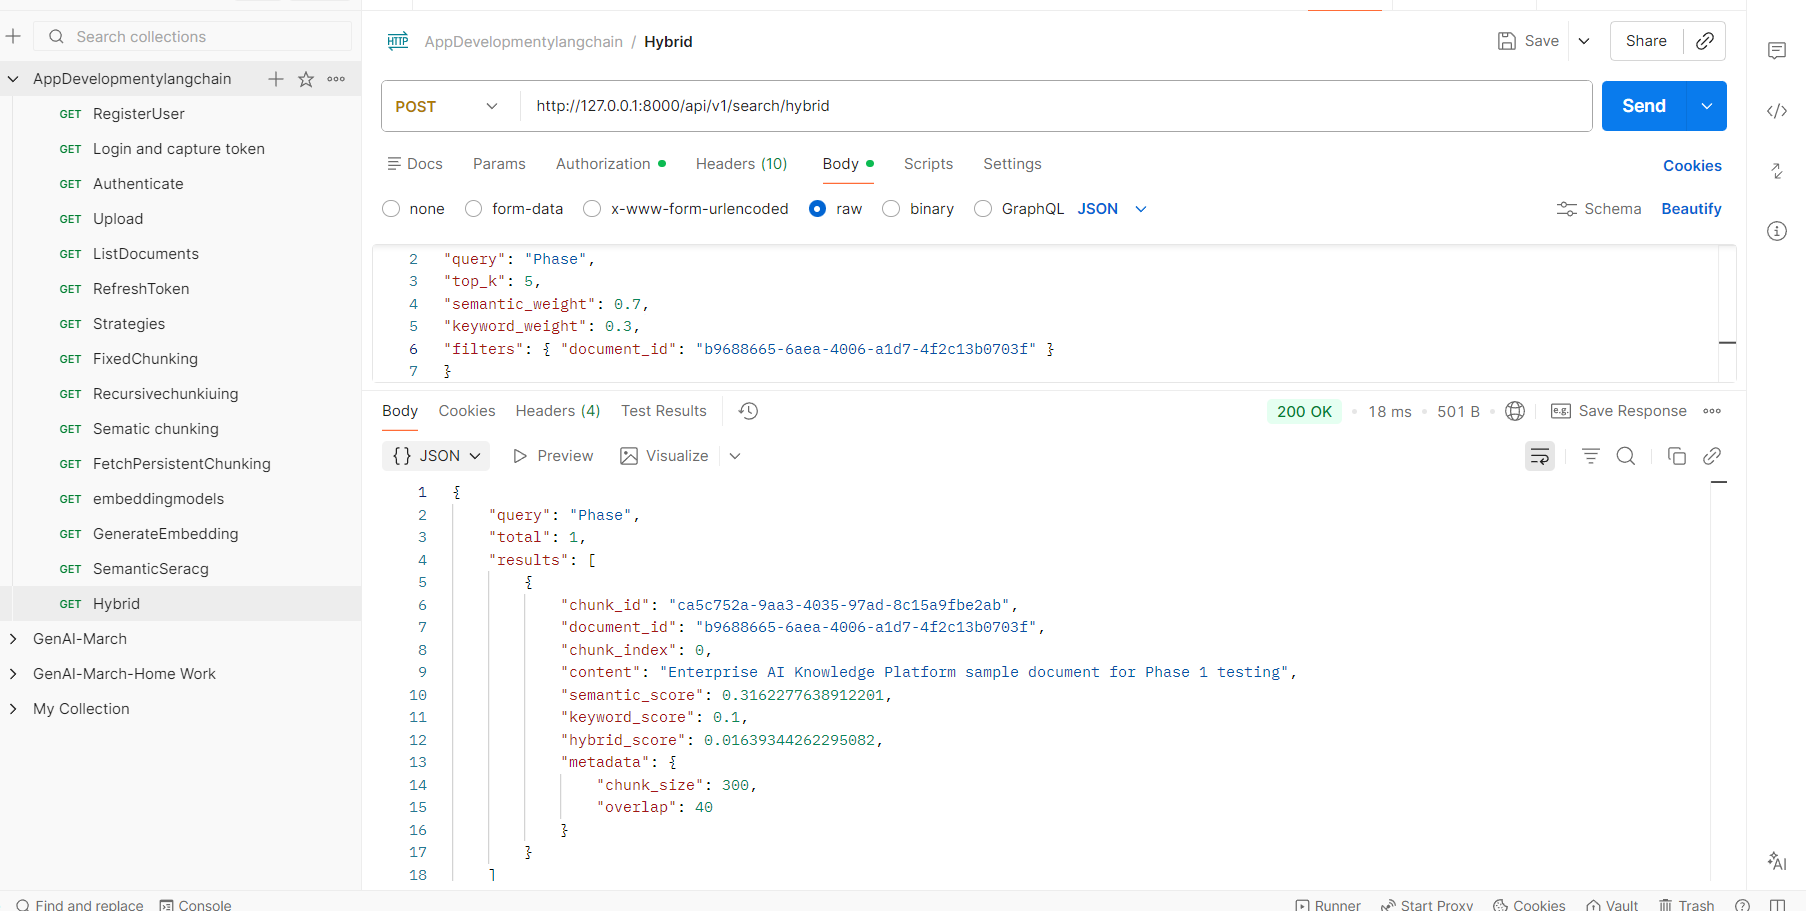 Search collections
AppDevelopmentylangchain
GET RegisterUser
GET Login and capture token
GET Authenticate
GET Upload
GET ListDocuments
GET RefreshToken
GET Strategies
GET FixedChunking
GET Recursivechunkiuing
GET Sematic chunking
GET FetchPersistentChunking
GET embeddingmodels
GET GenerateEmbedding
GET SemanticSeracg
GET Hybrid
GenAI-March
GenAI-March-Home Work
My Collection
HTTP AppDevelopmentylangchain / Hybrid
Save Share
POST http://127.0.0.1:8000/api/v1/search/hybrid Send
Docs Params Authorization Headers (10) Body Scripts Settings Cookies
none form-data x-www-form-urlencoded raw binary GraphQL JSON Schema Beautify
2 "query": "Phase",
3 "top_k": 5,
4 "semantic_weight": 0.7,
5 "keyword_weight": 0.3,
6 "filters": { "document_id": "b9688665-6aea-4006-a1d7-4f2c13b0703f" }
7 }
Body Cookies Headers (4) Test Results 200 OK 18 ms 501 B e.g. Save Response
{} JSON Preview Visualize
1 {
2 "query": "Phase",
3 "total": 1,
4 "results": [
5 {
6 "chunk_id": "ca5c752a-9aa3-4035-97ad-8c15a9fbe2ab",
7 "document_id": "b9688665-6aea-4006-a1d7-4f2c13b0703f",
8 "chunk_index": 0,
9 "content": "Enterprise AI Knowledge Platform sample document for Phase 1 testing",
10 "semantic_score": 0.3162277638912201,
11 "keyword_score": 0.1,
12 "hybrid_score": 0.01639344262295082,
13 "metadata": {
14 "chunk_size": 300,
15 "overlap": 40
16 }
17 }
18 ]
AI
Find and replace Console Runner Start Proxy Cookies Vault Trash